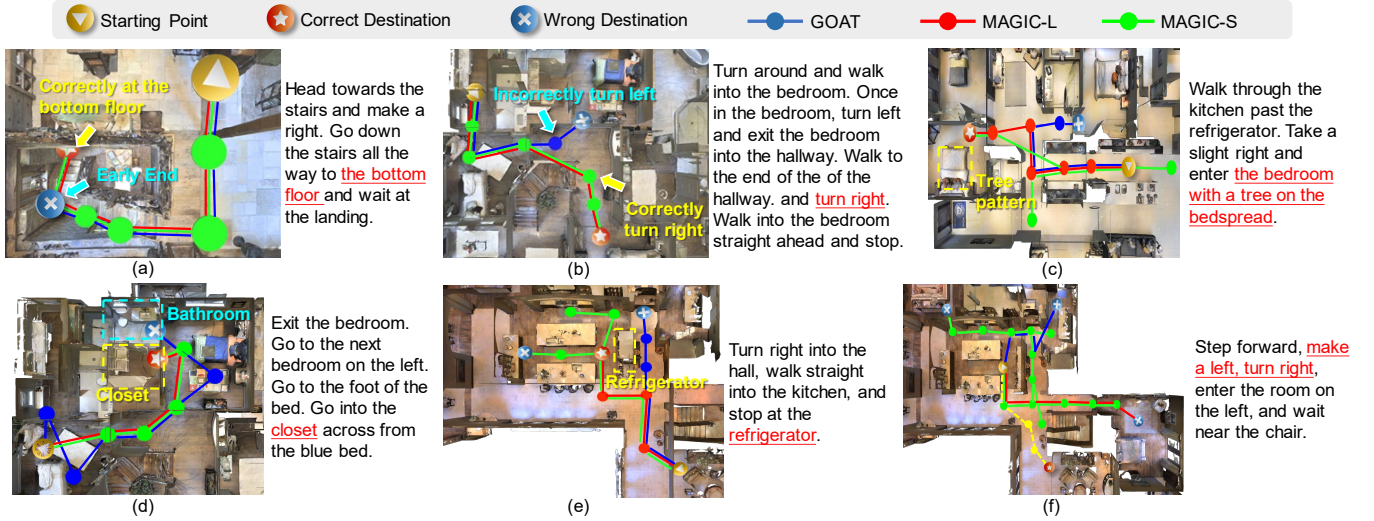 Starting Point Correct Destination Wrong Destination GOAT MAGIC-L MAGIC-S
Correctly at the
bottom floor
Early End
Head towards the
stairs and make a
right. Go down
the stairs all the
way to the bottom
floor and wait at
the landing.
(a)
Incorrectly turn left
Correctly
turn right
Turn around and walk
into the bedroom. Once
in the bedroom, turn left
and exit the bedroom
into the hallway. Walk to
the end of the of the
hallway. and turn right.
Walk into the bedroom
straight ahead and stop.
(b)
Tree
pattern
Walk through the
kitchen past the
refrigerator. Take a
slight right and
enter the bedroom
with a tree on the
bedspread.
(c)
Bathroom
Closet
Exit the bedroom.
Go to the next
bedroom on the left.
Go to the foot of the
bed. Go into the
closet across from
the blue bed.
(d)
Refrigerator
Turn right into the
hall, walk straight
into the kitchen, and
stop at the
refrigerator.
(e)
Step forward, make
a left, turn right,
enter the room on
the left, and wait
near the chair.
(f)